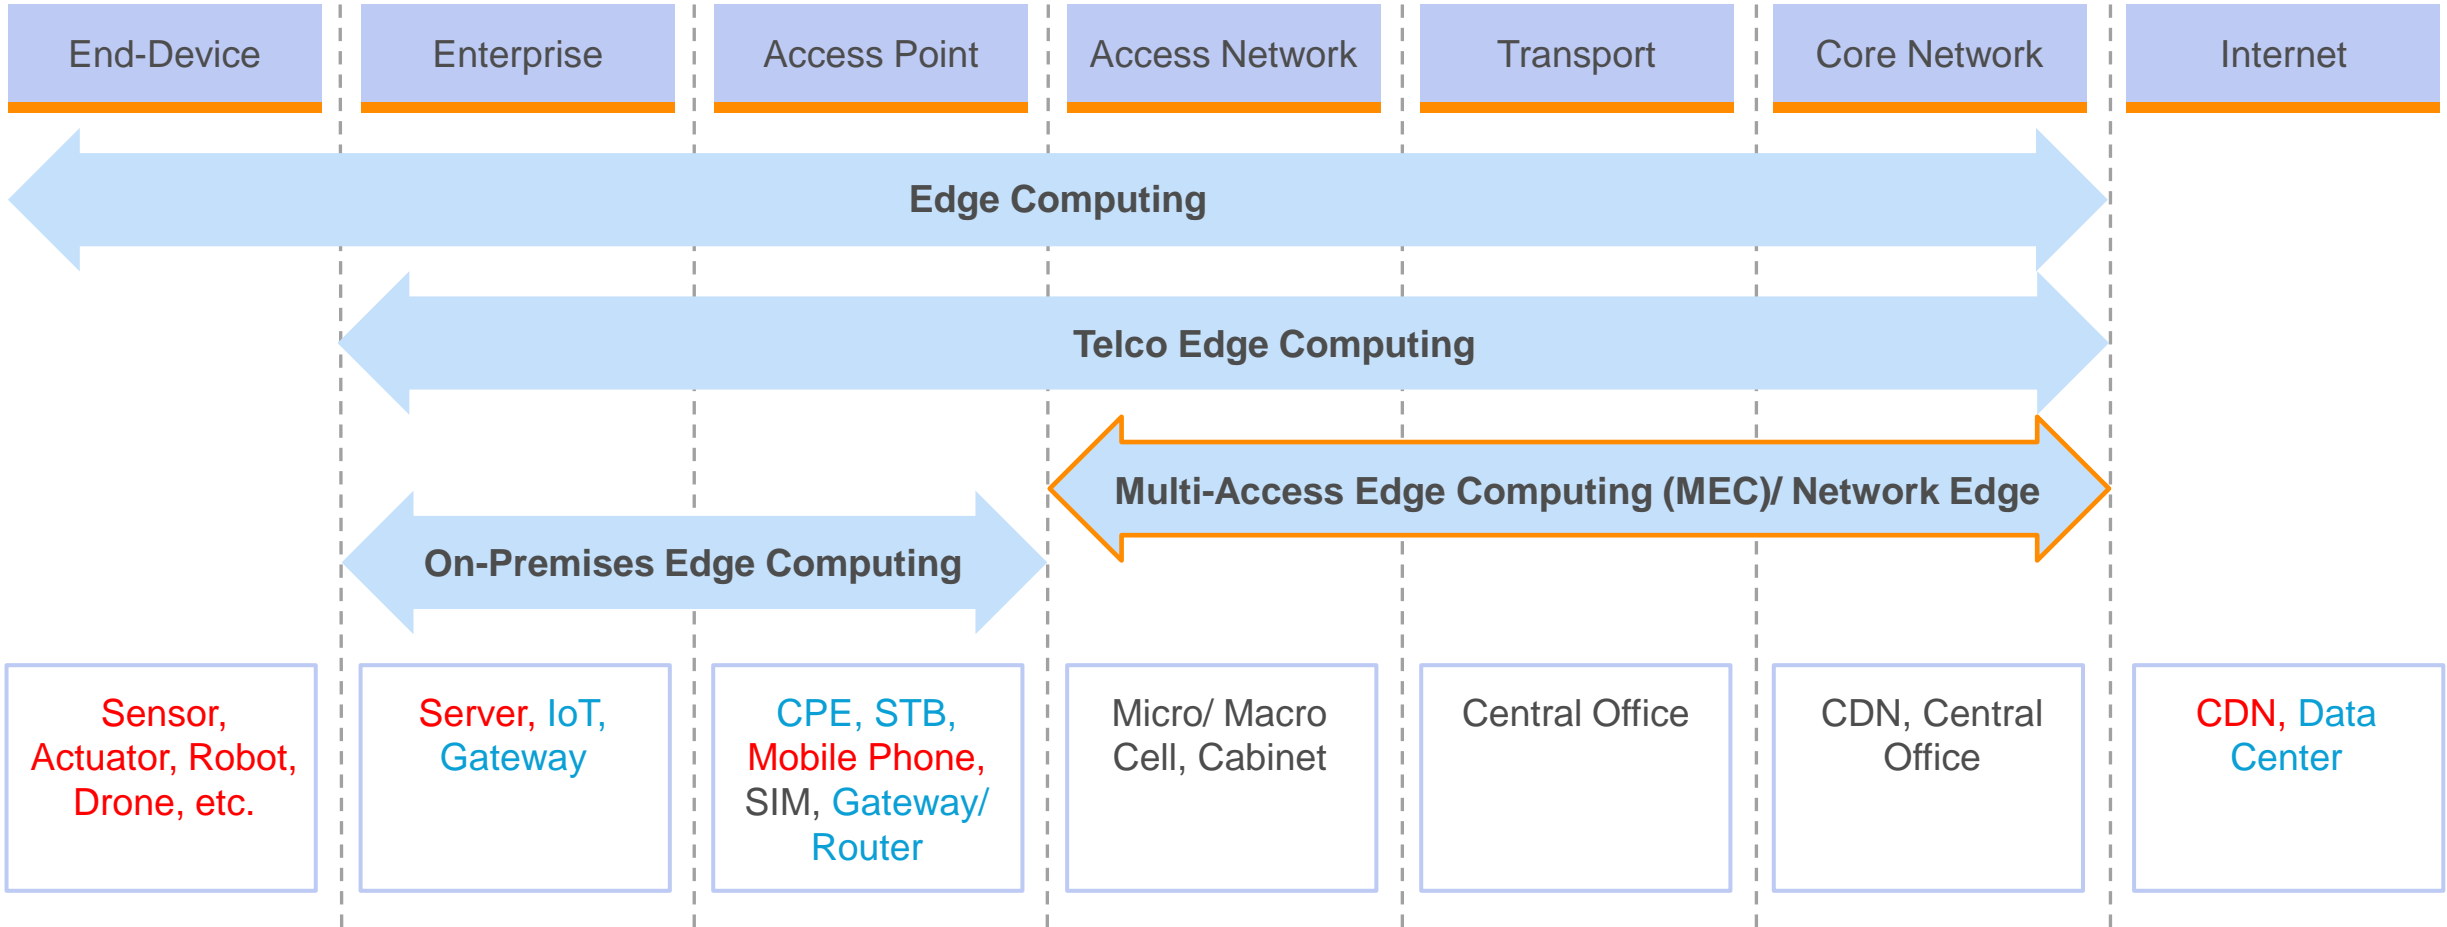 End-Device
Enterprise
Access Point
Access Network
Transport
Core Network
Internet
Edge Computing
Telco Edge Computing
Multi-Access Edge Computing (MEC)/ Network Edge
On-Premises Edge Computing
Sensor,
Actuator, Robot,
Drone, etc.
Server, IoT,
Gateway
CPE, STB,
Mobile Phone,
SIM, Gateway/
Router
Micro/ Macro
Cell, Cabinet
Central Office
CDN, Central
Office
CDN, Data
Center